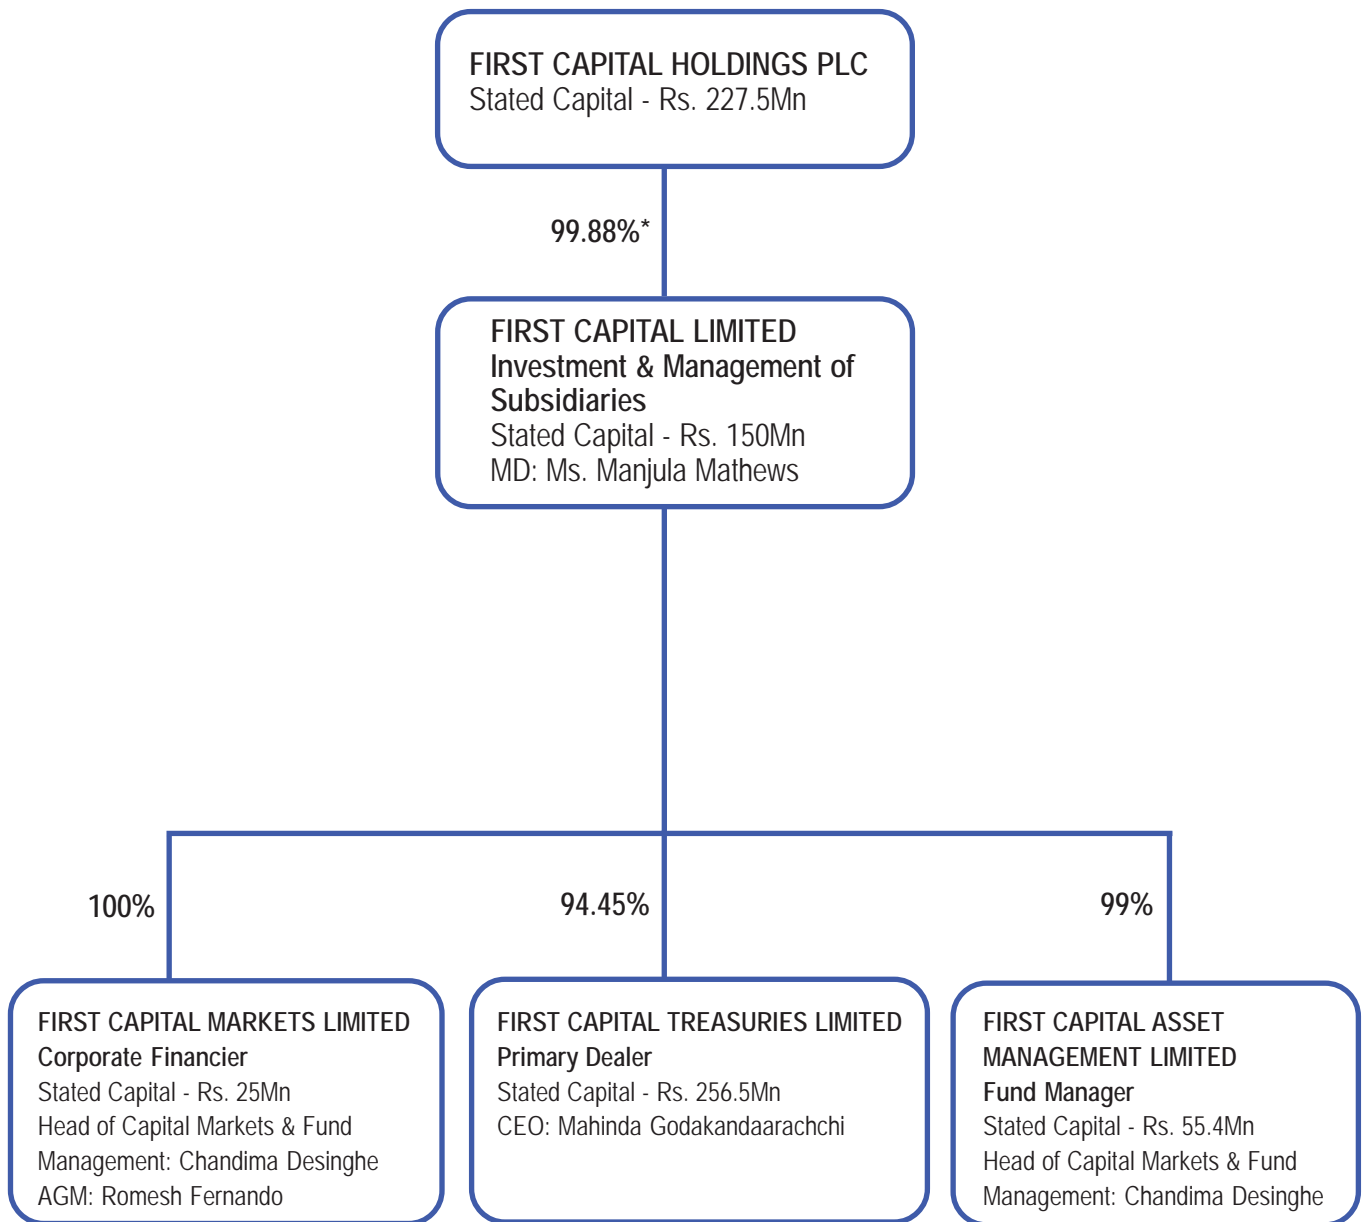 FIRST CAPITAL HOLDINGS PLC
Stated Capital - Rs. 227.5Mn
99.88%*
FIRST CAPITAL LIMITED
Investment & Management of
Subsidiaries
Stated Capital - Rs. 150Mn
MD: Ms. Manjula Mathews
100%
94.45%
99%
FIRST CAPITAL MARKETS LIMITED
Corporate Financier
Stated Capital - Rs. 25Mn
Head of Capital Markets & Fund
Management: Chandima Desinghe
AGM: Romesh Fernando
FIRST CAPITAL TREASURIES LIMITED
Primary Dealer
Stated Capital - Rs. 256.5Mn
CEO: Mahinda Godakandaarachchi
FIRST CAPITAL ASSET
MANAGEMENT LIMITED
Fund Manager
Stated Capital - Rs. 55.4Mn
Head of Capital Markets & Fund
Management: Chandima Desinghe